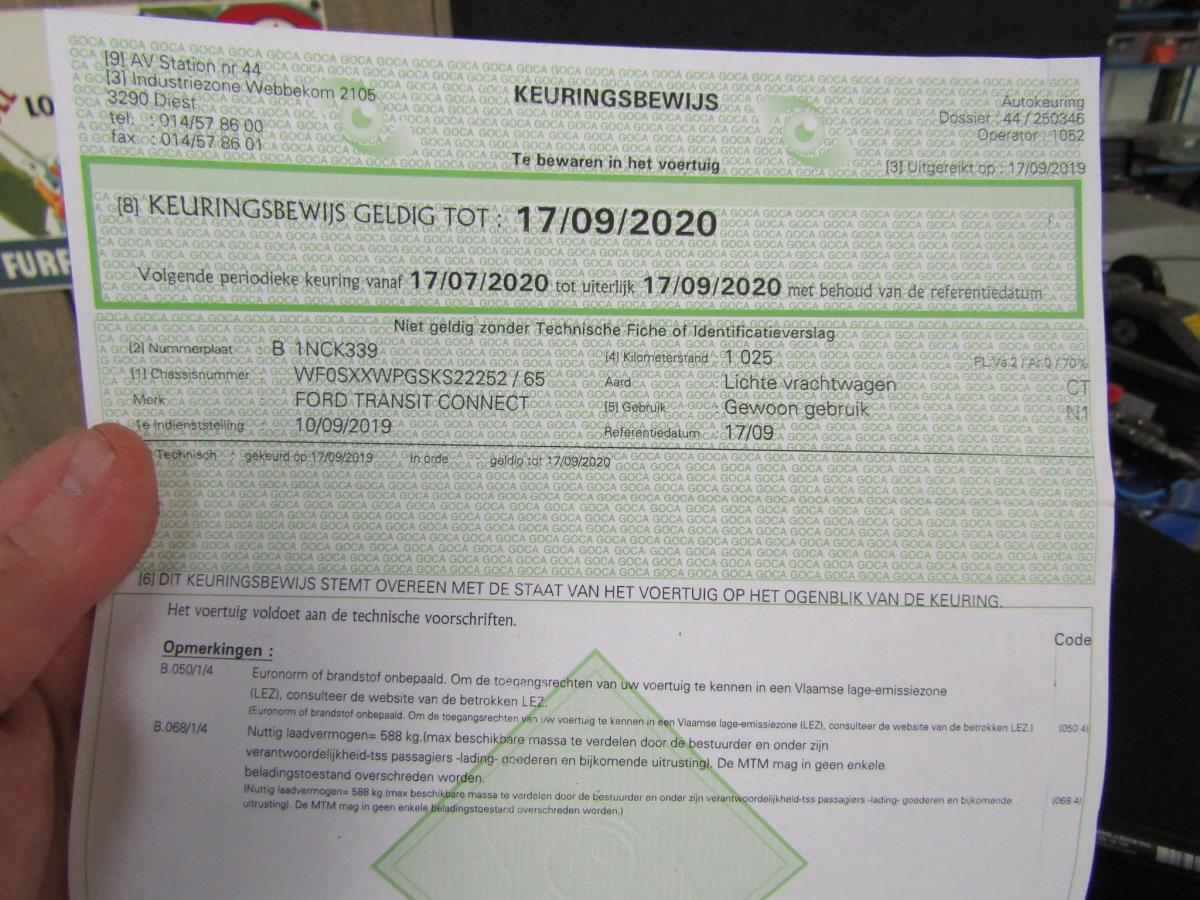 LO
FURF
[9] AV Station nr 44
[3] Industriezone Webbekom 2105
3290 Diest
tel. : 014/57 86 00
fax : 014/57 86 01
KEURINGSBEWIJS
Te bewaren in het voertuig
Autokeuring
Dossier : 44 / 250346
Operator : 1052
[3] Uitgereikt op : 17/09/2019
[8] KEURINGSBEWIJS GELDIG TOT : 17/09/2020
Volgende periodieke keuring vanaf 17/07/2020 tot uiterlijk 17/09/2020 met behoud van de referentiedatum
Niet geldig zonder Technische Fiche of Identificatieverslag
[2] Nummerplaat : B 1NCK339 [4] Kilometerstand : 1 025 PL:Va:2 / Ar:0 / 70%
[1] Chassisnummer : WF0SXXWPGSKS22252 / 65 Aard : Lichte vrachtwagen CT
Merk : FORD TRANSIT CONNECT [5] Gebruik : Gewoon gebruik N1
1e indienststelling : 10/09/2019 Referentiedatum : 17/09
Technisch : gekeurd op 17/09/2019 in orde geldig tot 17/09/2020
[6] DIT KEURINGSBEWIJS STEMT OVEREEN MET DE STAAT VAN HET VOERTUIG OP HET OGENBLIK VAN DE KEURING.
Het voertuig voldoet aan de technische voorschriften.
Code
Opmerkingen :
B.050/1/4 Euronorm of brandstof onbepaald. Om de toegangsrechten van uw voertuig te kennen in een Vlaamse lage-emissiezone
(LEZ), consulteer de website van de betrokken LEZ.
(Euronorm of brandstof onbepaald. Om de toegangsrechten van uw voertuig te kennen in een Vlaamse lage-emissiezone (LEZ), consulteer de website van de betrokken LEZ.) (050 4)
B.068/1/4 Nuttig laadvermogen= 588 kg.(max beschikbare massa te verdelen door de bestuurder en onder zijn
verantwoordelijkheid-tss passagiers -lading- goederen en bijkomende uitrusting). De MTM mag in geen enkele
beladingstoestand overschreden worden.
(Nuttig laadvermogen= 588 kg.(max beschikbare massa te verdelen door de bestuurder en onder zijn verantwoordelijkheid-tss passagiers -lading- goederen en bijkomende (068 4)
uitrusting). De MTM mag in geen enkele beladingstoestand overschreden worden.)